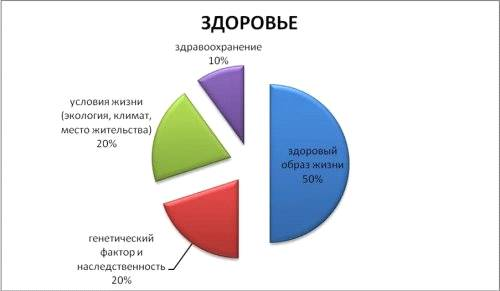 ЗДОРОВЬЕ
здравоохранение
10%
условия жизни
(экология, климат,
место жительства)
20%
здоровый
образ жизни
50%
генетический
фактор и
наследственность
20%